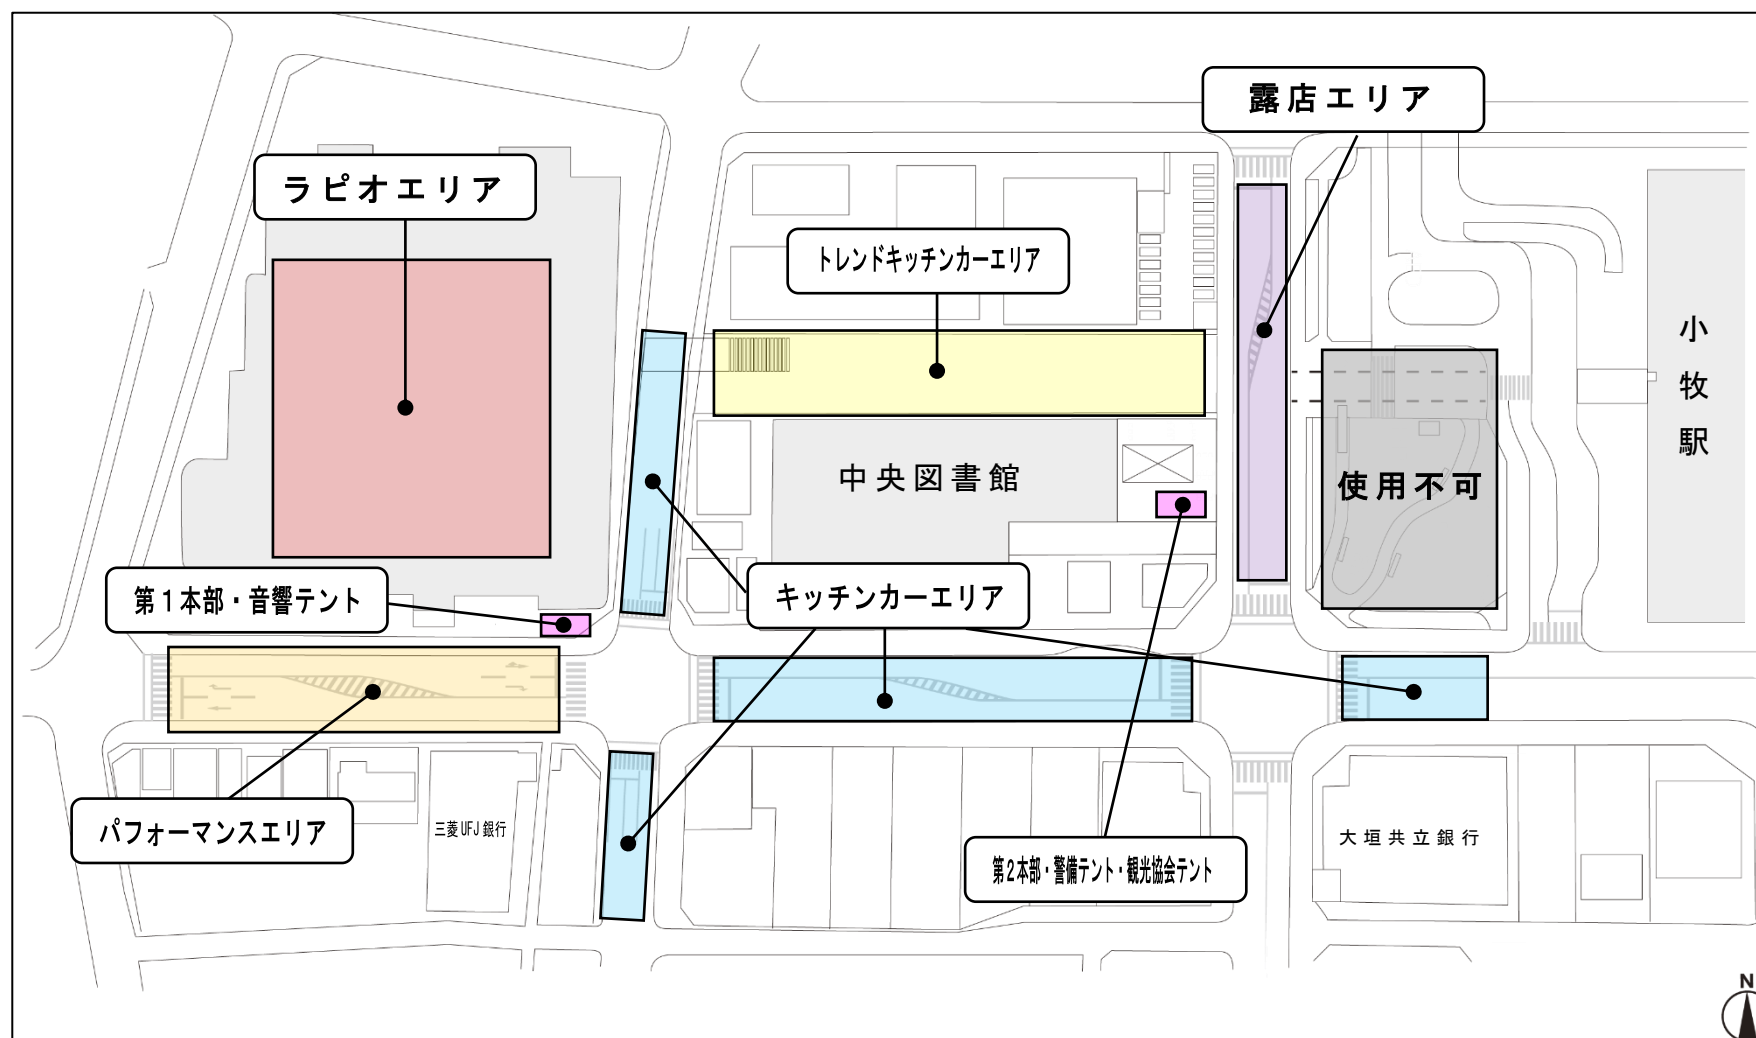 露店エリア
ラピオエリア
トレンドキッチンカーエリア
小牧駅
中央図書館
使用不可
第1本部・音響テント
キッチンカーエリア
パフォーマンスエリア
三菱UFJ銀行
第2本部・警備テント・観光協会テント
大垣共立銀行
N